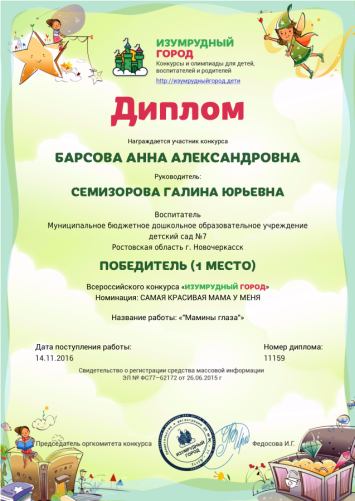 ИЗУМРУДНЫЙ
ГОРОД
Конкурсы и олимпиады для детей,
воспитателей и родителей
http://изумрудныйгород.дети
Диплом
Награждается участник конкурса
БАРСОВА АННА АЛЕКСАНДРОВНА
Руководитель:
СЕМИЗОРОВА ГАЛИНА ЮРЬЕВНА
Воспитатель
Муниципальное бюджетное дошкольное образовательное учреждение
детский сад №7
Ростовская область г. Новочеркасск
ПОБЕДИТЕЛЬ (1 МЕСТО)
Всероссийского конкурса «ИЗУМРУДНЫЙ ГОРОД»
Номинация: САМАЯ КРАСИВАЯ МАМА У МЕНЯ
Название работы: «"Мамины глаза"»
Дата поступления работы:
14.11.2016
Номер диплома:
11159
Свидетельство о регистрации средства массовой информации
ЭЛ № ФС77–62172 от 26.06.2015 г
Председатель оргкомитета конкурса
ИЗУМРУДНЫЙ
ГОРОД
Федосова И.Г.